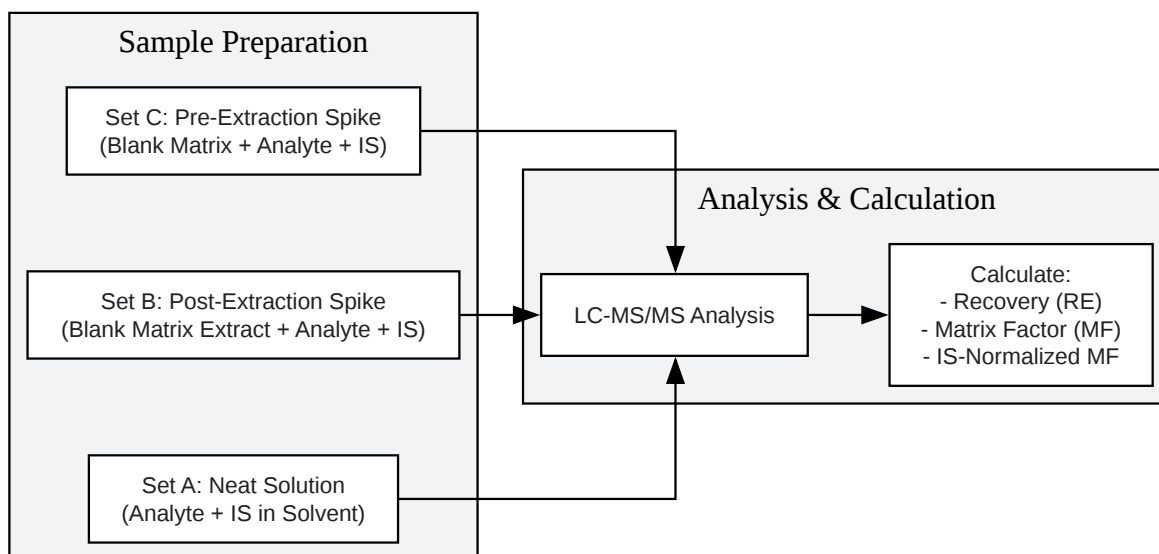 Sample Preparation
Set C: Pre-Extraction Spike
(Blank Matrix + Analyte + IS)
Set B: Post-Extraction Spike
(Blank Matrix Extract + Analyte + IS)
Set A: Neat Solution
(Analyte + IS in Solvent)
Analysis & Calculation
LC-MS/MS Analysis
Calculate:
- Recovery (RE)
- Matrix Factor (MF)
- IS-Normalized MF